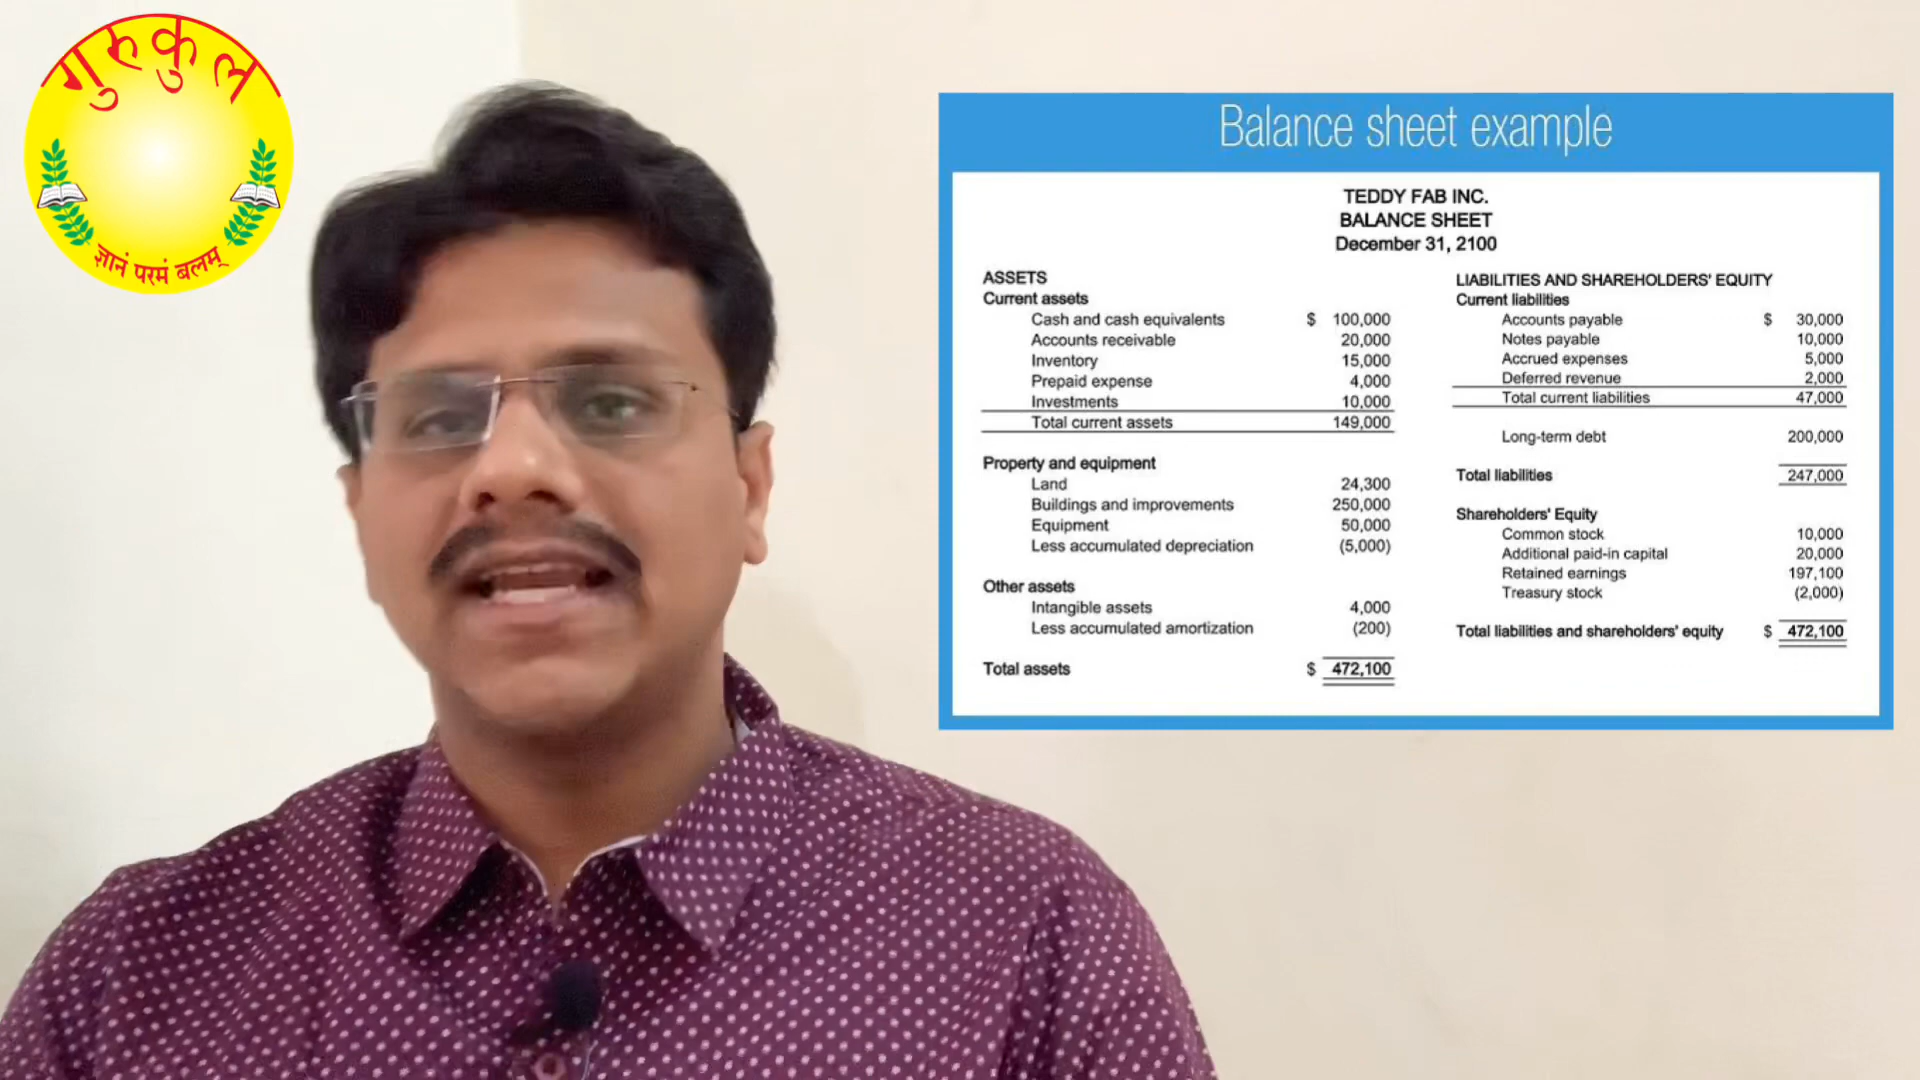 गुरुकुल
ज्ञानं परमं बलम्
Balance sheet example
TEDDY FAB INC.
BALANCE SHEET
December 31, 2100
ASSETS
Current assets
Cash and cash equivalents $ 100,000
Accounts receivable 20,000
Inventory 15,000
Prepaid expense 4,000
Investments 10,000
Total current assets 149,000
Property and equipment
Land 24,300
Buildings and improvements 250,000
Equipment 50,000
Less accumulated depreciation (5,000)
Other assets
Intangible assets 4,000
Less accumulated amortization (200)
Total assets $ 472,100
LIABILITIES AND SHAREHOLDERS' EQUITY
Current liabilities
Accounts payable $ 30,000
Notes payable 10,000
Accrued expenses 5,000
Deferred revenue 2,000
Total current liabilities 47,000
Long-term debt 200,000
Total liabilities 247,000
Shareholders' Equity
Common stock 10,000
Additional paid-in capital 20,000
Retained earnings 197,100
Treasury stock (2,000)
Total liabilities and shareholders' equity $ 472,100